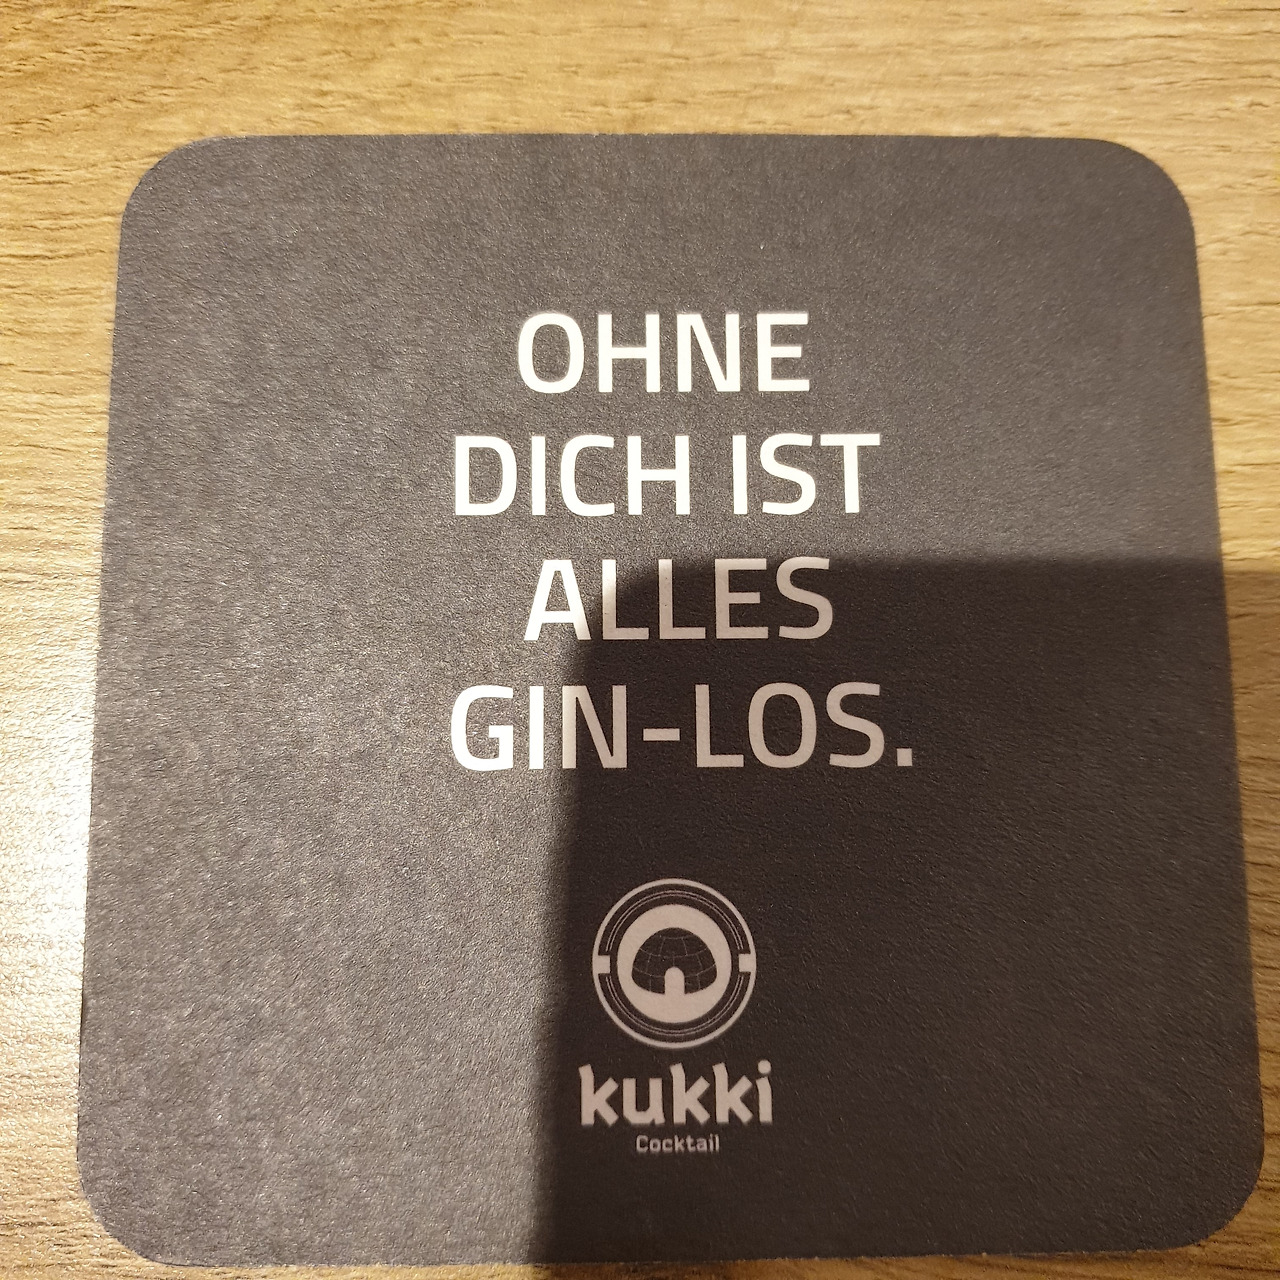 OHNE
DICH IST
ALLES
GIN-LOS.
kukki
Cocktail